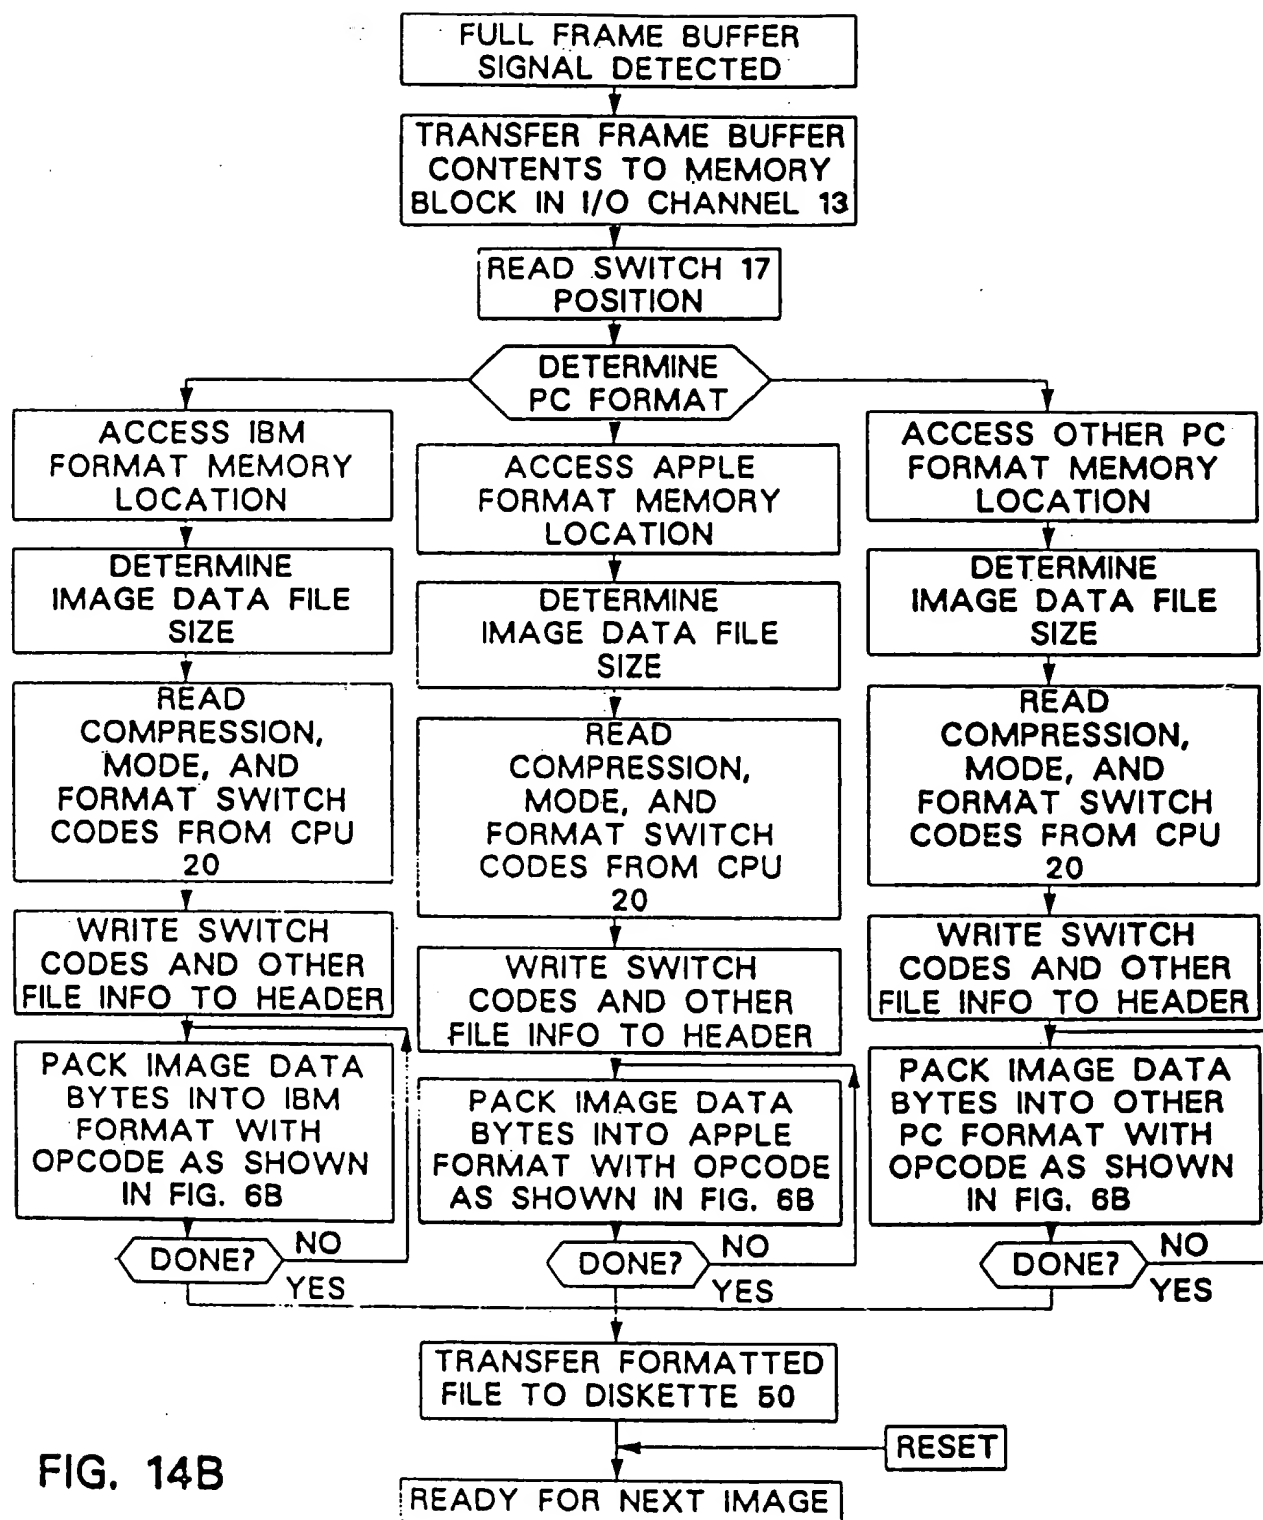 FULL FRAME BUFFER
SIGNAL DETECTED
TRANSFER FRAME BUFFER
CONTENTS TO MEMORY
BLOCK IN I/O CHANNEL 13
READ SWITCH 17
POSITION
DETERMINE
PC FORMAT
ACCESS IBM
FORMAT MEMORY
LOCATION
DETERMINE
IMAGE DATA FILE
SIZE
READ
COMPRESSION,
MODE, AND
FORMAT SWITCH
CODES FROM CPU
20
WRITE SWITCH
CODES AND OTHER
FILE INFO TO HEADER
PACK IMAGE DATA
BYTES INTO IBM
FORMAT WITH
OPCODE AS SHOWN
IN FIG. 6B
DONE?
NO
YES
ACCESS APPLE
FORMAT MEMORY
LOCATION
DETERMINE
IMAGE DATA FILE
SIZE
READ
COMPRESSION,
MODE, AND
FORMAT SWITCH
CODES FROM CPU
20
WRITE SWITCH
CODES AND OTHER
FILE INFO TO HEADER
PACK IMAGE DATA
BYTES INTO APPLE
FORMAT WITH OPCODE
AS SHOWN IN FIG. 6B
DONE?
NO
YES
ACCESS OTHER PC
FORMAT MEMORY
LOCATION
DETERMINE
IMAGE DATA FILE
SIZE
READ
COMPRESSION,
MODE, AND
FORMAT SWITCH
CODES FROM CPU
20
WRITE SWITCH
CODES AND OTHER
FILE INFO TO HEADER
PACK IMAGE DATA
BYTES INTO OTHER
PC FORMAT WITH
OPCODE AS SHOWN
IN FIG. 6B
DONE?
NO
YES
TRANSFER FORMATTED
FILE TO DISKETTE 50
RESET
READY FOR NEXT IMAGE
FIG. 14B